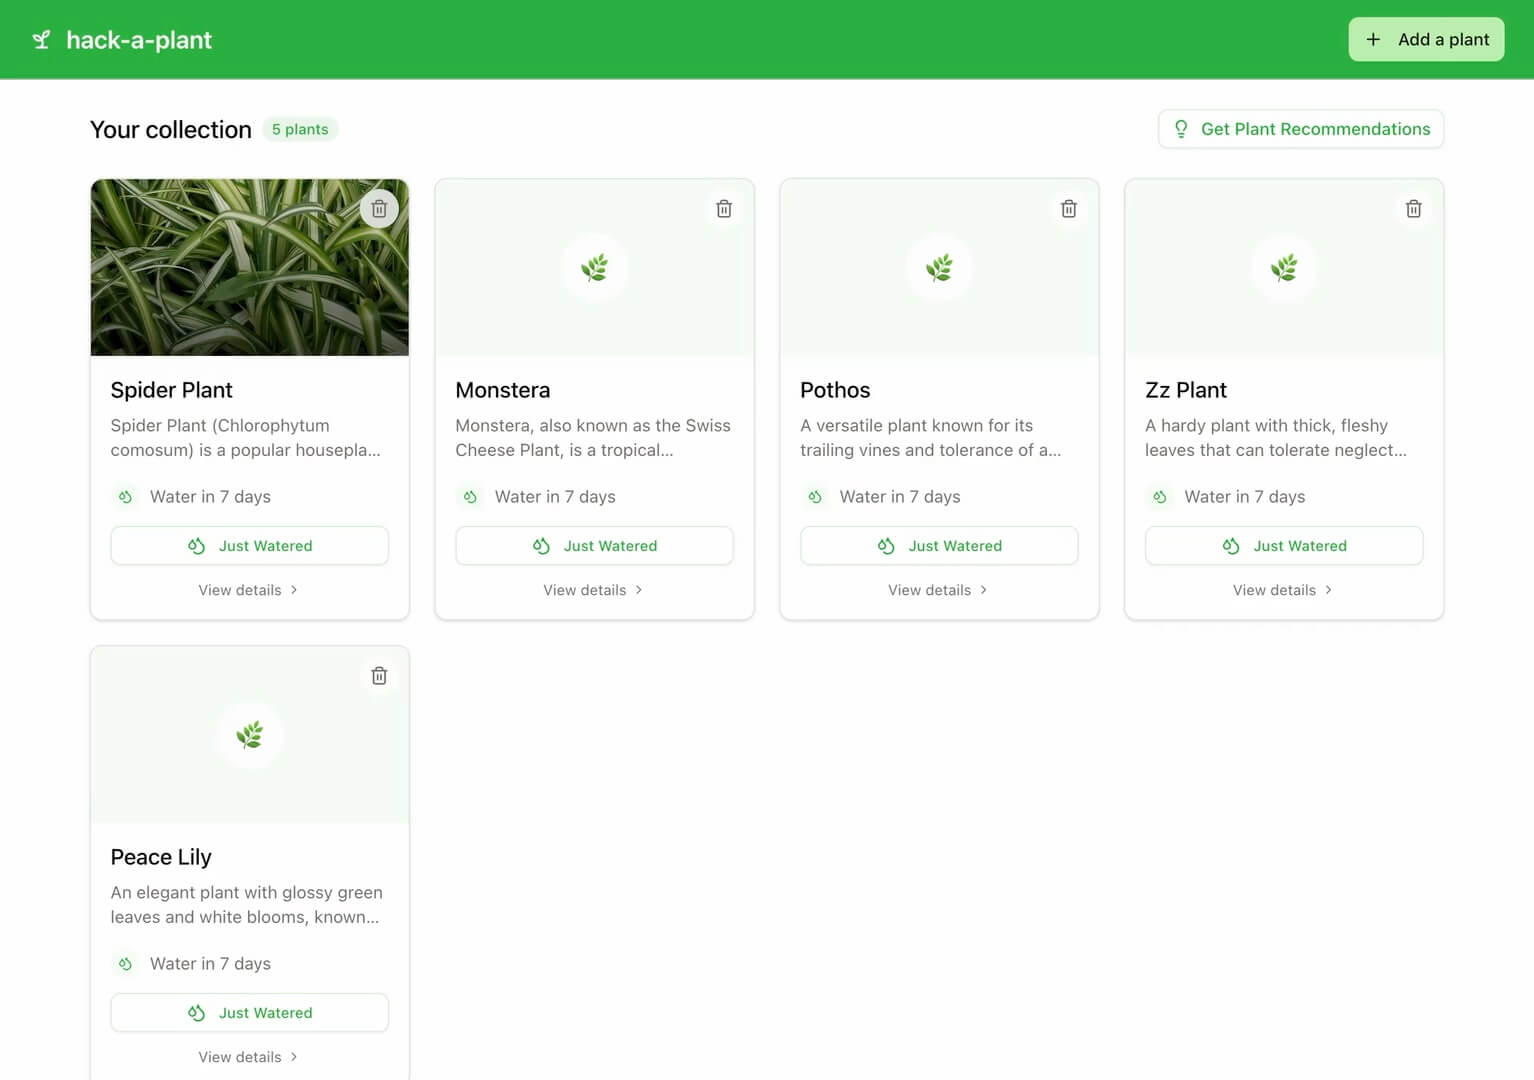 hack-a-plant
Add a plant
Your collection
5 plants
Get Plant Recommendations
Spider Plant
Spider Plant (Chlorophytum
comosum) is a popular housepla...
Water in 7 days
Just Watered
View details
Monstera
Monstera, also known as the Swiss
Cheese Plant, is a tropical...
Water in 7 days
Just Watered
View details
Pothos
A versatile plant known for its
trailing vines and tolerance of a...
Water in 7 days
Just Watered
View details
Zz Plant
A hardy plant with thick, fleshy
leaves that can tolerate neglect...
Water in 7 days
Just Watered
View details
Peace Lily
An elegant plant with glossy green
leaves and white blooms, known...
Water in 7 days
Just Watered
View details